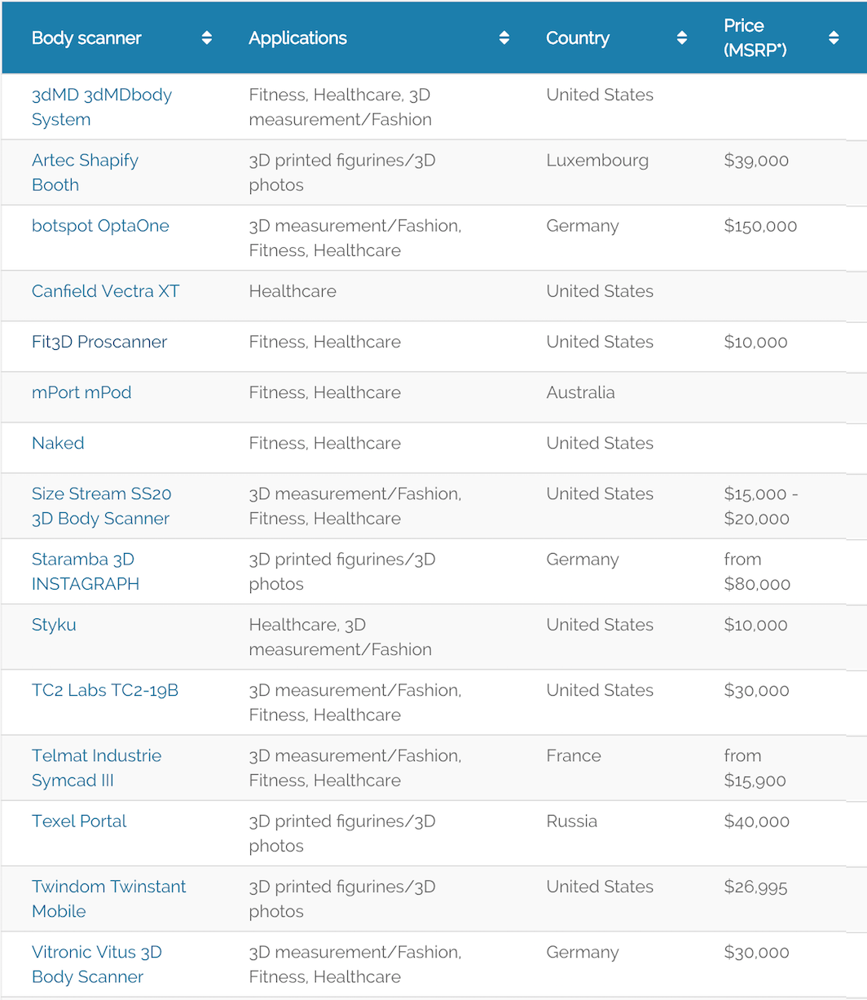 Body scanner Applications Country Price
(MSRP*)
3dMD 3dMDbody Fitness, Healthcare, 3D United States
System measurement/Fashion
Artec Shapify 3D printed figurines/3D Luxembourg $39,000
Booth photos
botspot OptaOne 3D measurement/Fashion, Germany $150,000
Fitness, Healthcare
Canfield Vectra XT Healthcare United States
Fit3D Proscanner Fitness, Healthcare United States $10,000
mPort mPod Fitness, Healthcare Australia
Naked Fitness, Healthcare United States
Size Stream SS20 3D measurement/Fashion, United States $15,000 -
3D Body Scanner Fitness, Healthcare $20,000
Staramba 3D 3D printed figurines/3D Germany from
INSTAGRAPH photos $80,000
Styku Healthcare, 3D United States $10,000
measurement/Fashion
TC2 Labs TC2-19B 3D measurement/Fashion, United States $30,000
Fitness, Healthcare
Telmat Industrie 3D measurement/Fashion, France from
Symcad III Fitness, Healthcare $15,900
Texel Portal 3D printed figurines/3D Russia $40,000
photos
Twindom Twinstant 3D printed figurines/3D United States $26,995
Mobile photos
Vitronic Vitus 3D 3D measurement/Fashion, Germany $30,000
Body Scanner Fitness, Healthcare